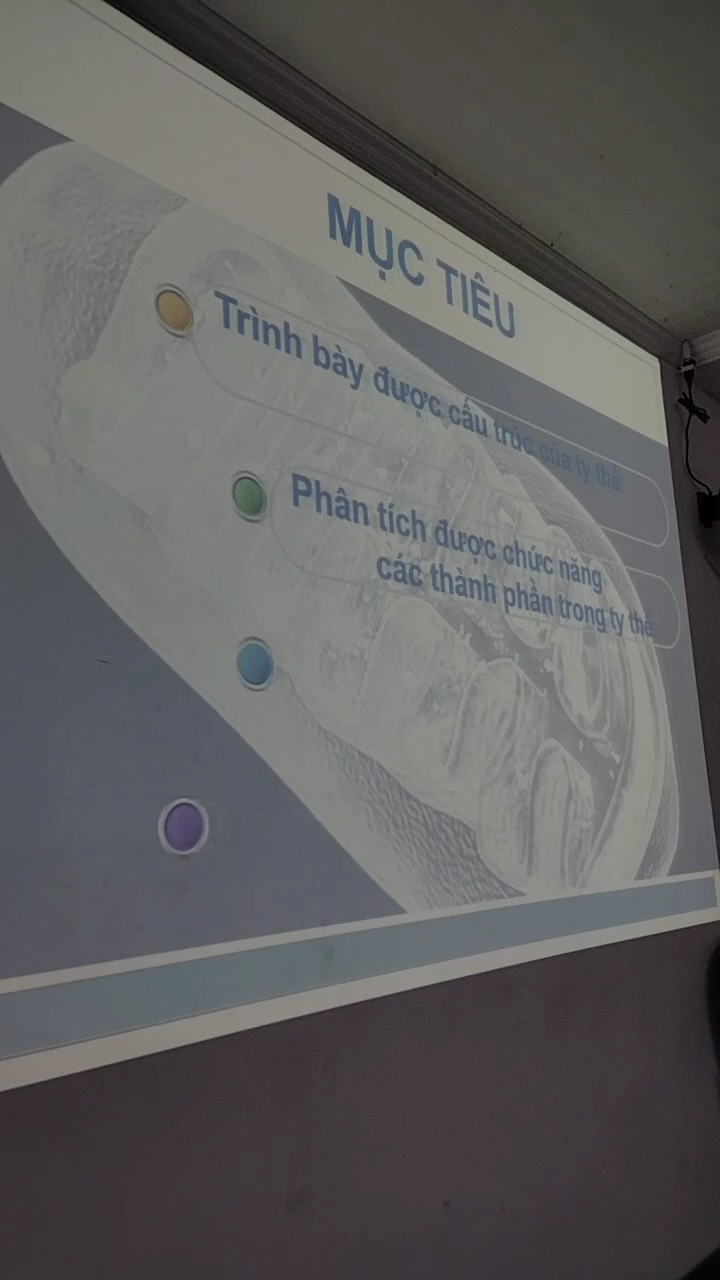 MỤC TIÊU
Trình bày được cấu trúc của ty thể
Phân tích được chức năng
các thành phần trong ty thể